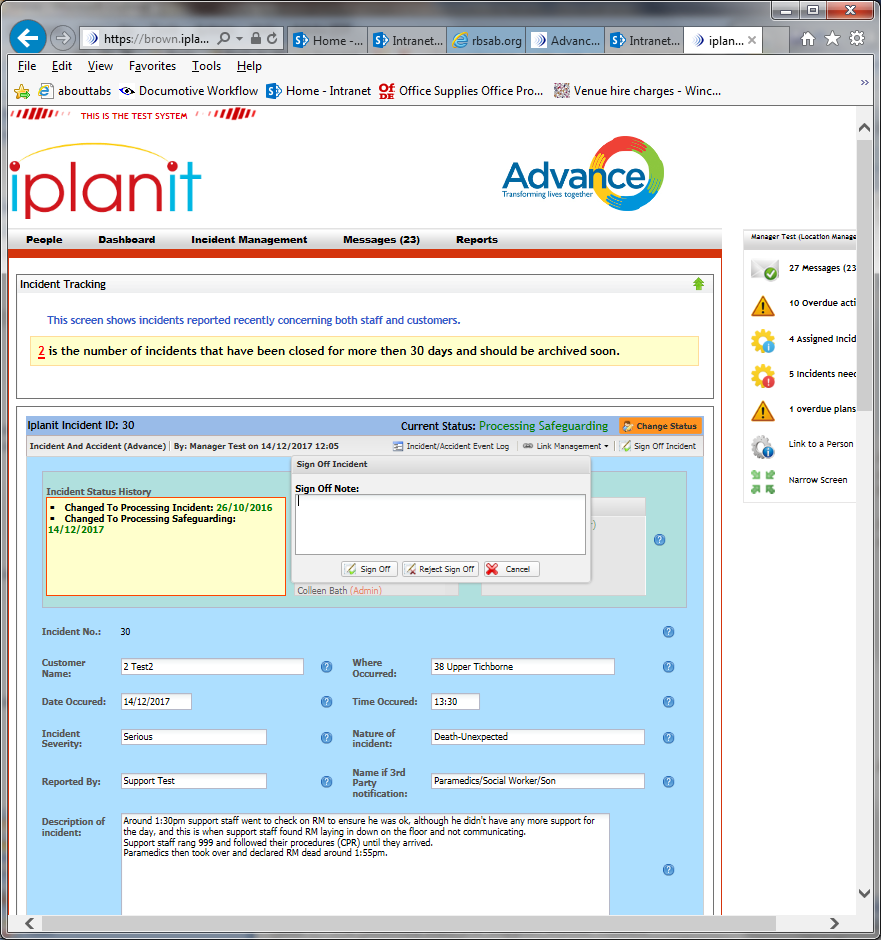 https://brown.ipla...
Home -...
Intranet...
rbsab.org
Advanc...
Intranet...
iplan...
File Edit View Favorites Tools Help
abouttabs
Documotive Workflow
Home - Intranet
Office Supplies Office Pro...
Venue hire charges - Winc...
THIS IS THE TEST SYSTEM
iplanit
Advance
Transforming lives together
People Dashboard Incident Management Messages (23) Reports
Manager Test (Location Manage
27 Messages (23
10 Overdue acti
4 Assigned Incid
5 Incidents need
1 overdue plans
Link to a Person
Narrow Screen
Incident Tracking
This screen shows incidents reported recently concerning both staff and customers.
2 is the number of incidents that have been closed for more then 30 days and should be archived soon.
Iplanit Incident ID: 30
Current Status: Processing Safeguarding
Change Status
Incident And Accident (Advance) | By: Manager Test on 14/12/2017 12:05
Incident/Accident Event Log | Link Management | Sign Off Incident
Incident Status History
Changed To Processing Incident: 26/10/2016
Changed To Processing Safeguarding:
14/12/2017
Sign Off Incident
Sign Off Note:
Sign Off
Reject Sign Off
Cancel
Colleen Bath (Admin)
Incident No.: 30
Customer Name: 2 Test2
Where Occurred: 38 Upper Tichborne
Date Occured: 14/12/2017
Time Occured: 13:30
Incident Severity: Serious
Nature of incident: Death-Unexpected
Reported By: Support Test
Name if 3rd Party notification: Paramedics/Social Worker/Son
Description of incident:
Around 1:30pm support staff went to check on RM to ensure he was ok, although he didn't have any more support for
the day, and this is when support staff found RM laying in down on the floor and not communicating.
Support staff rang 999 and followed their procedures (CPR) until they arrived.
Paramedics then took over and declared RM dead around 1:55pm.